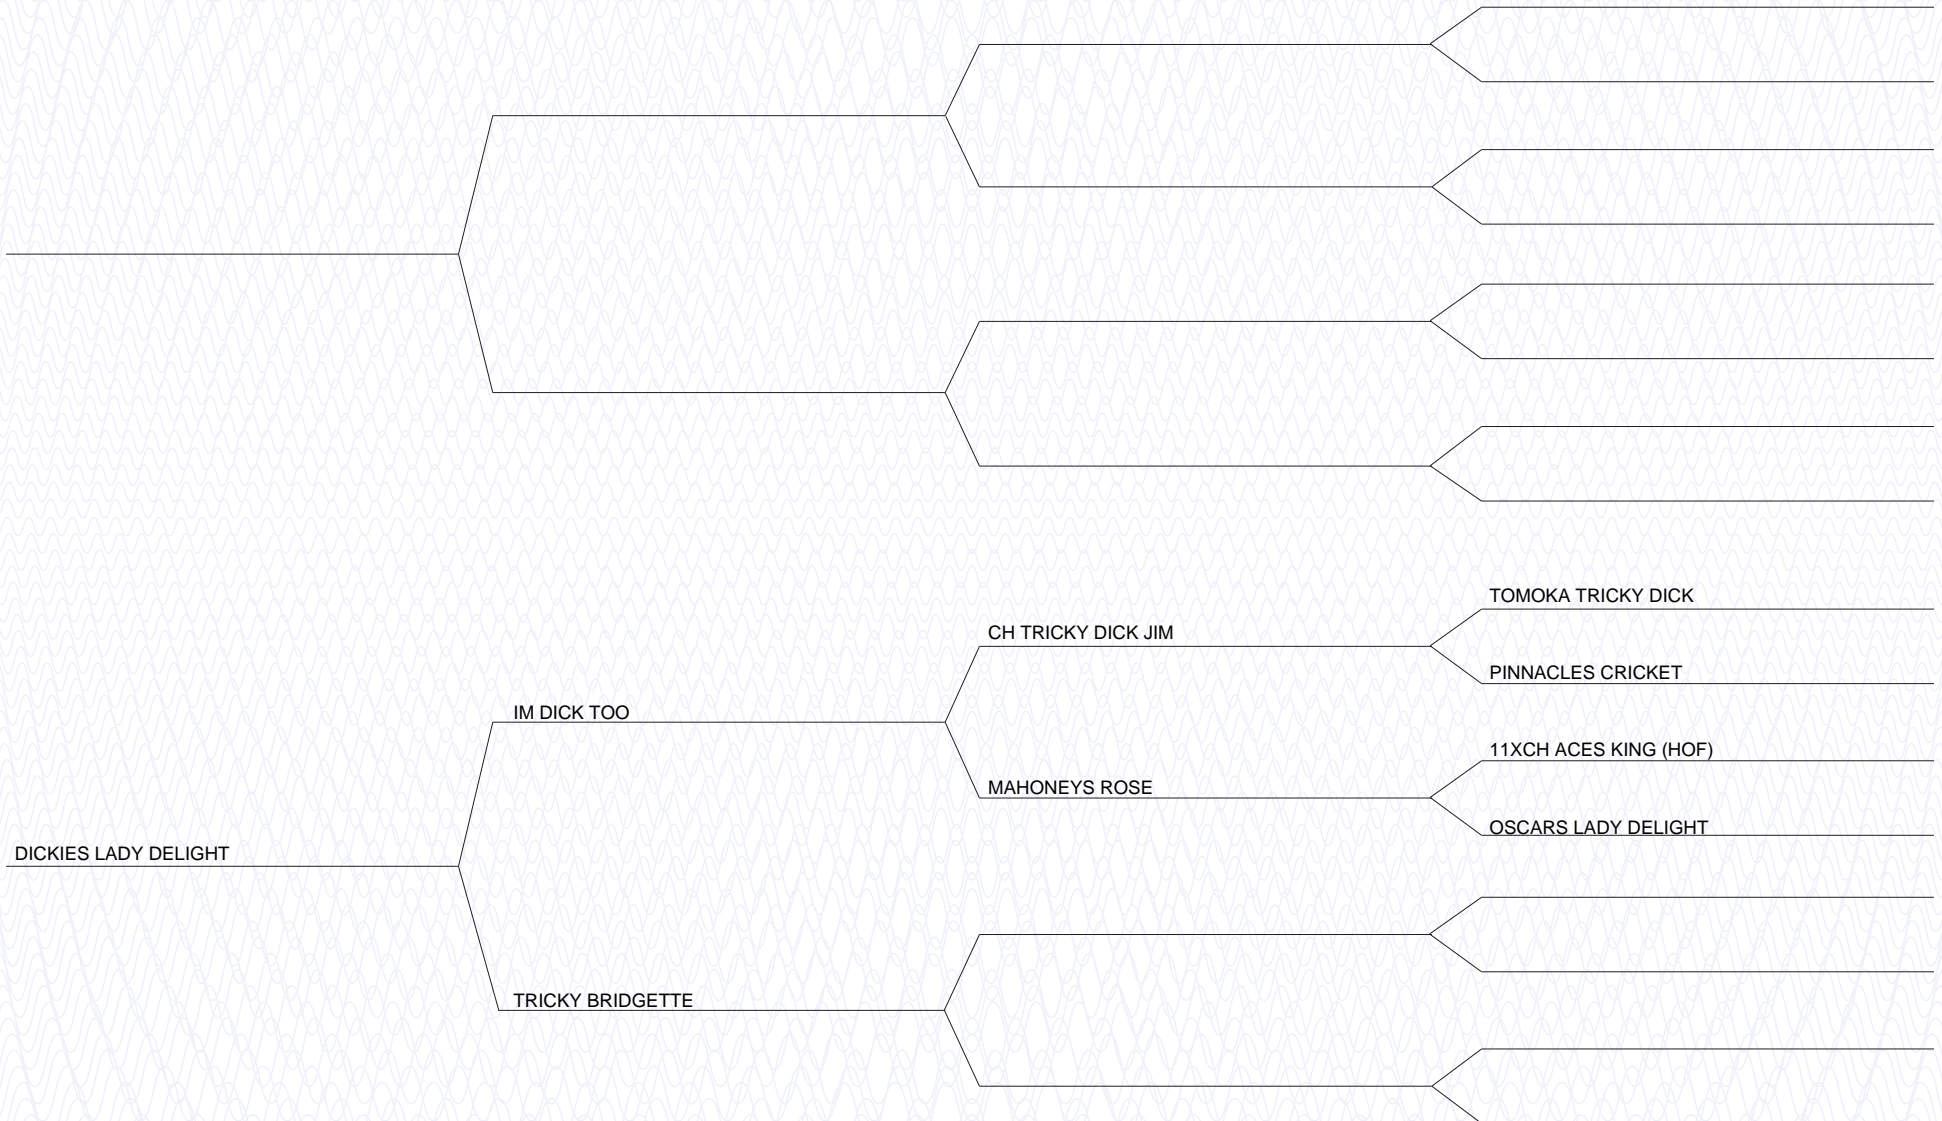 TOMOKA TRICKY DICK
CH TRICKY DICK JIM
PINNACLES CRICKET
IM DICK TOO
11XCH ACES KING (HOF)
MAHONEYS ROSE
OSCARS LADY DELIGHT
DICKIES LADY DELIGHT
TRICKY BRIDGETTE